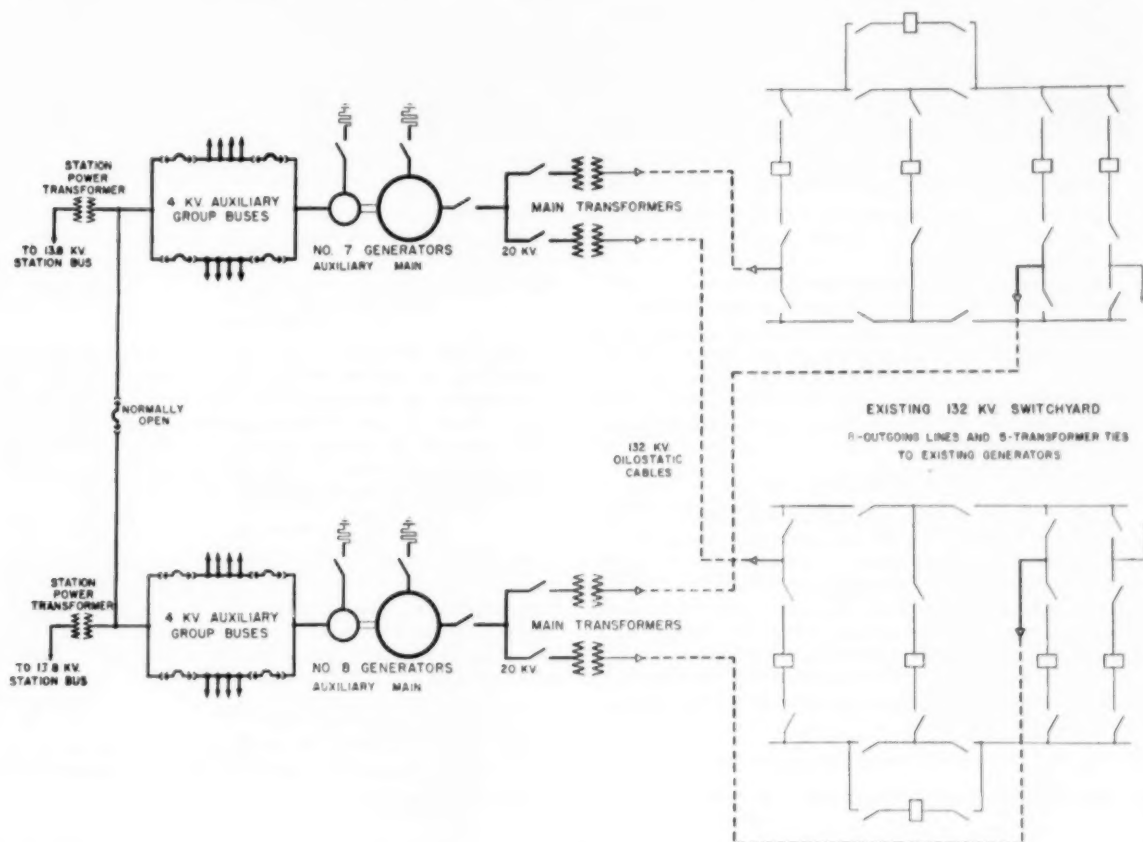 STATION
POWER
TRANSFORMER
TO 13.8 KV.
STATION BUS
4 KV. AUXILIARY
GROUP BUSES
NO. 7 GENERATORS
AUXILIARY MAIN
20 KV.
MAIN TRANSFORMERS
NORMALLY
OPEN
132 KV.
OILOSTATIC
CABLES
EXISTING 132 KV. SWITCHYARD
8-OUTGOING LINES AND 5-TRANSFORMER TIES
TO EXISTING GENERATORS
STATION
POWER
TRANSFORMER
TO 13.8 KV.
STATION BUS
4 KV AUXILIARY
GROUP BUSES
NO. 8 GENERATORS
AUXILIARY MAIN
20 KV.
MAIN TRANSFORMERS